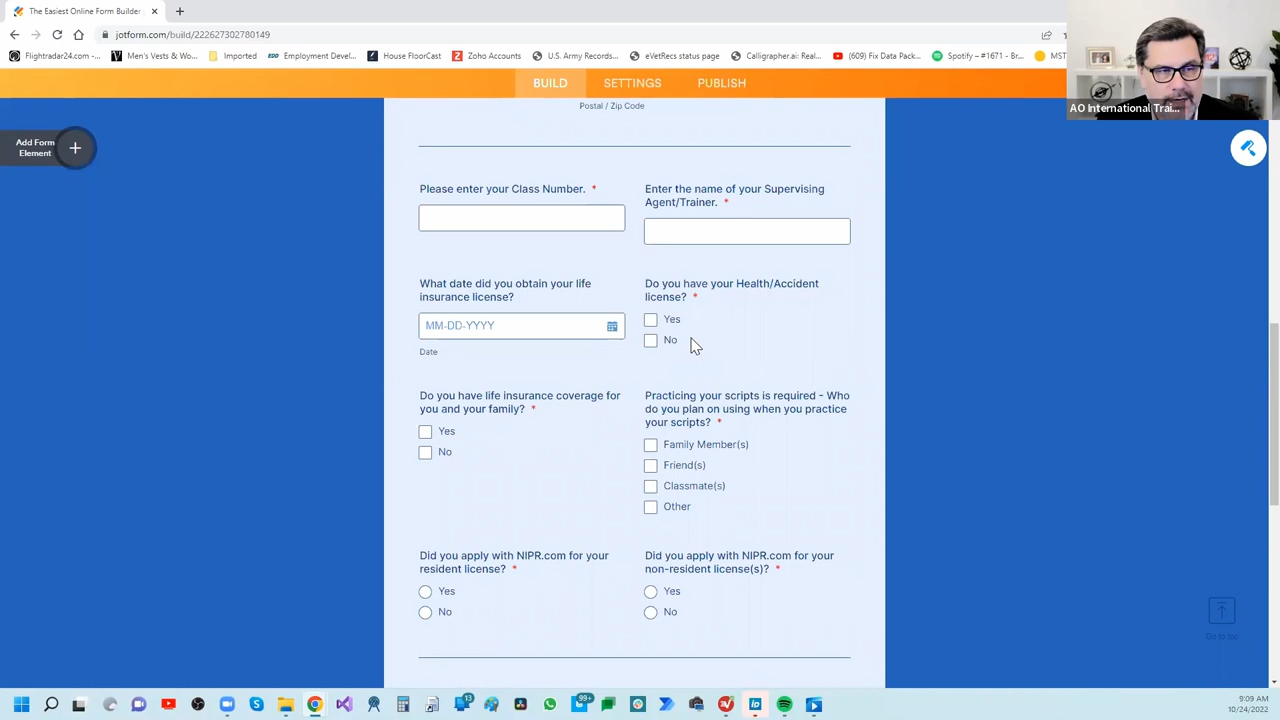 The Easiest Online Form Builder
jotform.com/build/222627302780149
Flightradar24.com -...
Men's Vests & Wo...
Imported
EDD
Employment Devel...
House FloorCast
Zoho Accounts
U.S. Army Records...
eVetRecs status page
Calligrapher.ai: Real...
(609) Fix Data Pack...
Spotify – #1671 - Br...
MST
BUILD
SETTINGS
PUBLISH
AO International Trai...
Add Form
Element
Postal / Zip Code
Please enter your Class Number. *
Enter the name of your Supervising
Agent/Trainer. *
What date did you obtain your life
insurance license?
MM-DD-YYYY
Date
Do you have your Health/Accident
license? *
Yes
No
Do you have life insurance coverage for
you and your family? *
Yes
No
Practicing your scripts is required - Who
do you plan on using when you practice
your scripts? *
Family Member(s)
Friend(s)
Classmate(s)
Other
Did you apply with NIPR.com for your
resident license? *
Yes
No
Did you apply with NIPR.com for your
non-resident license(s)? *
Yes
No
Go to top
13
99+
9:09 AM
10/24/2022